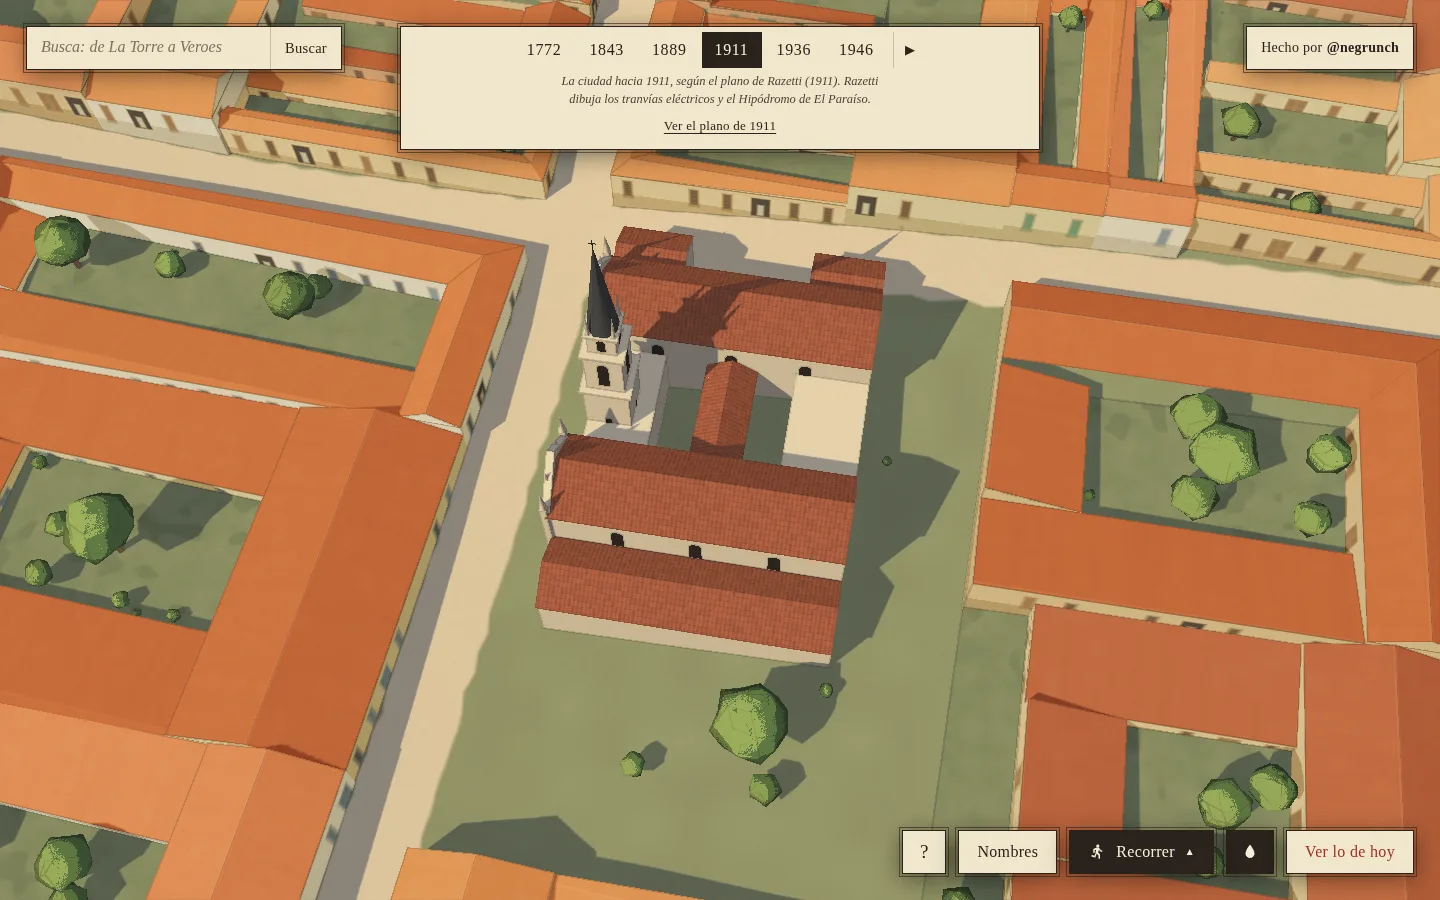 Busca: de La Torre a Veroes
Buscar
1772 1843 1889 1911 1936 1946 ▶
La ciudad hacia 1911, según el plano de Razetti (1911). Razetti
dibuja los tranvías eléctricos y el Hipódromo de El Paraíso.
Ver el plano de 1911
Hecho por @negrunch
?
Nombres
Recorrer ▲
Ver lo de hoy